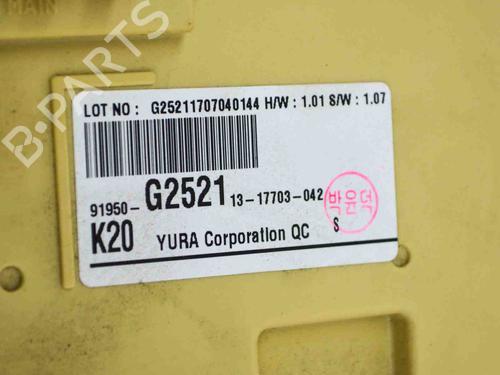 MAIN
B-PARTS
LOT NO : G25211707040144 H/W : 1.01 S/W : 1.07
91950-G2521 13-17703-042
K20 YURA Corporation QC S
박윤덕